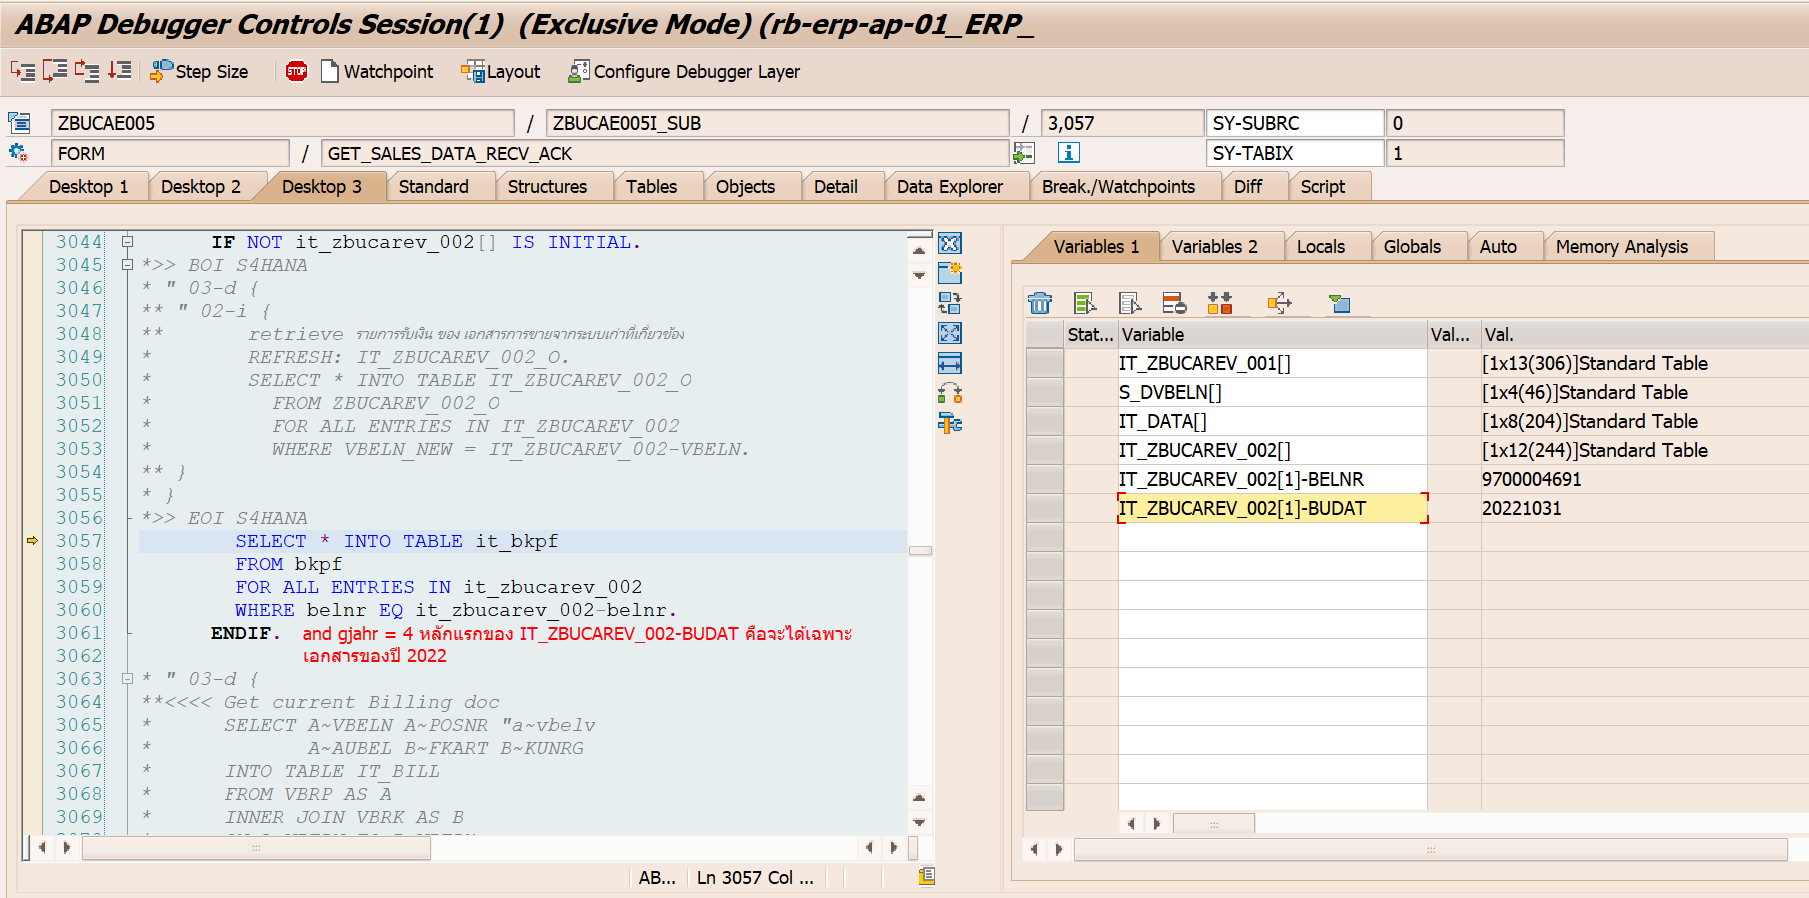 ABAP Debugger Controls Session(1)  (Exclusive Mode) (rb-erp-ap-01_ERP_
Step Size
STOP
Watchpoint
Layout
Configure Debugger Layer
ZBUCAE005 / ZBUCAE005I_SUB / 3,057 SY-SUBRC 0
FORM / GET_SALES_DATA_RECV_ACK SY-TABIX 1
Desktop 1 Desktop 2 Desktop 3 Standard Structures Tables Objects Detail Data Explorer Break./Watchpoints Diff Script
3044 IF NOT it_zbucarev_002[] IS INITIAL.
3045 *>> BOI S4HANA
3046 * " 03-d {
3047 ** " 02-i {
3048 ** retrieve รายการรับเงิน ของ เอกสารการขายจากระบบเก่าที่เกี่ยวข้อง
3049 * REFRESH: IT_ZBUCAREV_002_O.
3050 * SELECT * INTO TABLE IT_ZBUCAREV_002_O
3051 * FROM ZBUCAREV_002_O
3052 * FOR ALL ENTRIES IN IT_ZBUCAREV_002
3053 * WHERE VBELN_NEW = IT_ZBUCAREV_002-VBELN.
3054 ** }
3055 * }
3056 *>> EOI S4HANA
3057 SELECT * INTO TABLE it_bkpf
3058 FROM bkpf
3059 FOR ALL ENTRIES IN it_zbucarev_002
3060 WHERE belnr EQ it_zbucarev_002-belnr.
3061 ENDIF. and gjahr = 4 หลักแรกของ IT_ZBUCAREV_002-BUDAT คือจะได้เฉพาะ
3062 เอกสารของปี 2022
3063 * " 03-d {
3064 **<<<< Get current Billing doc
3065 * SELECT A~VBELN A~POSNR "a~vbelv
3066 * A~AUBEL B~FKART B~KUNRG
3067 * INTO TABLE IT_BILL
3068 * FROM VBRP AS A
3069 * INNER JOIN VBRK AS B
AB... Ln 3057 Col ...
Variables 1 Variables 2 Locals Globals Auto Memory Analysis
Stat... Variable Val... Val.
IT_ZBUCAREV_001[] [1x13(306)]Standard Table
S_DVBELN[] [1x4(46)]Standard Table
IT_DATA[] [1x8(204)]Standard Table
IT_ZBUCAREV_002[] [1x12(244)]Standard Table
IT_ZBUCAREV_002[1]-BELNR 9700004691
IT_ZBUCAREV_002[1]-BUDAT 20221031